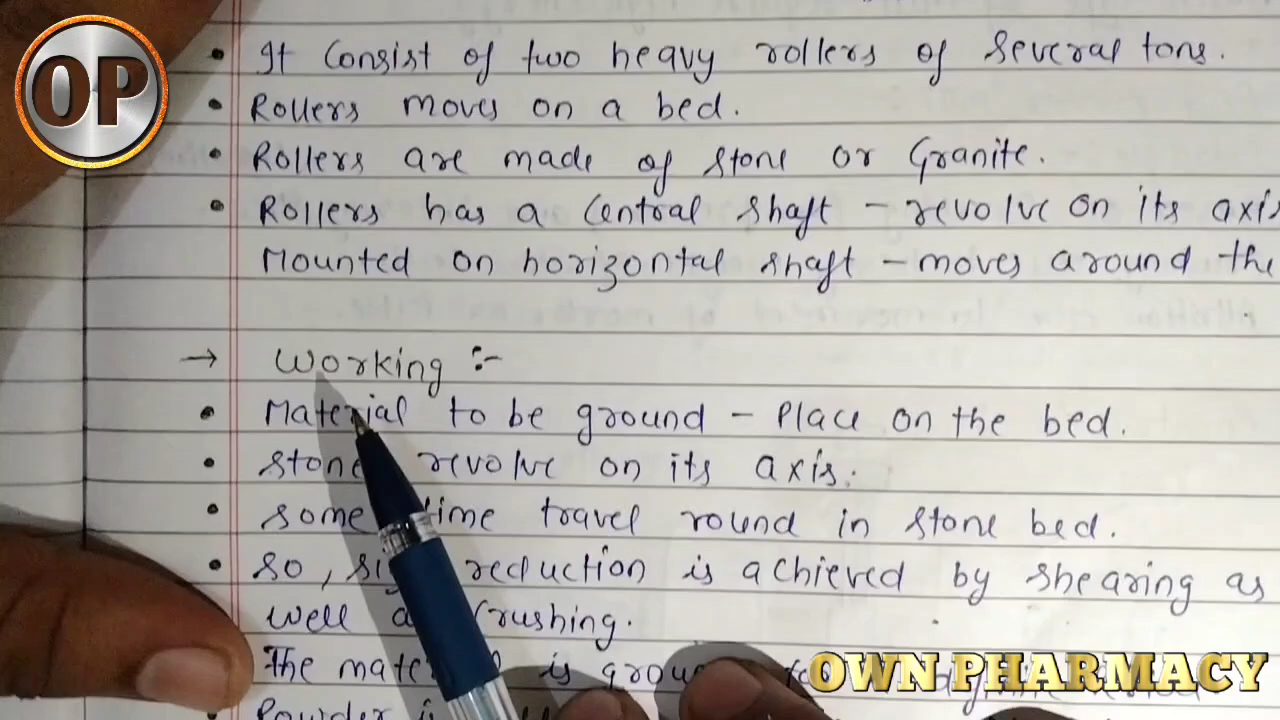 OP
• It consist of two heavy rollers of several tons.
• Rollers moves on a bed.
• Rollers are made of stone or Granite.
• Rollers has a central shaft - revolve on its axis
Mounted on horizontal shaft - moves around the
→ Working :-
• Material to be ground - Place on the bed.
• Stone revolve on its axis.
• Some time travel round in stone bed.
• So, reduction is achieved by shearing as
well crushing.
The is
OWN PHARMACY
Powder